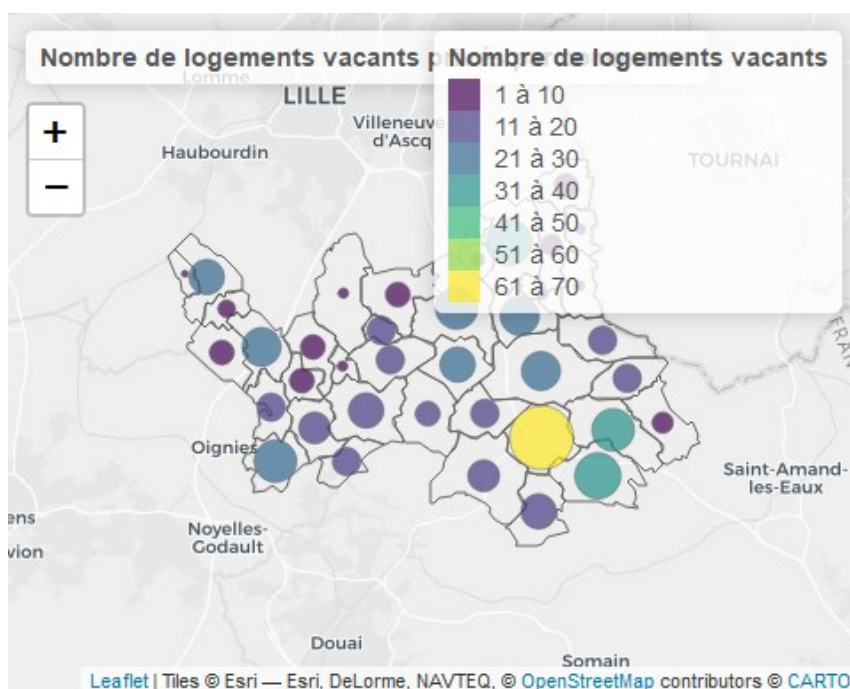 Nombre de logements vacants p
Nombre de logements vacants
1 à 10
11 à 20
21 à 30
31 à 40
41 à 50
51 à 60
61 à 70
+
−
Lomme
LILLE
Villeneuve
d'Ascq
Haubourdin
TOURNAI
FRAN
Oignies
Saint-Amand-
les-Eaux
Noyelles-
Godault
ens
vion
Douai
Somain
Leaflet | Tiles © Esri — Esri, DeLorme, NAVTEQ, © OpenStreetMap contributors © CARTO